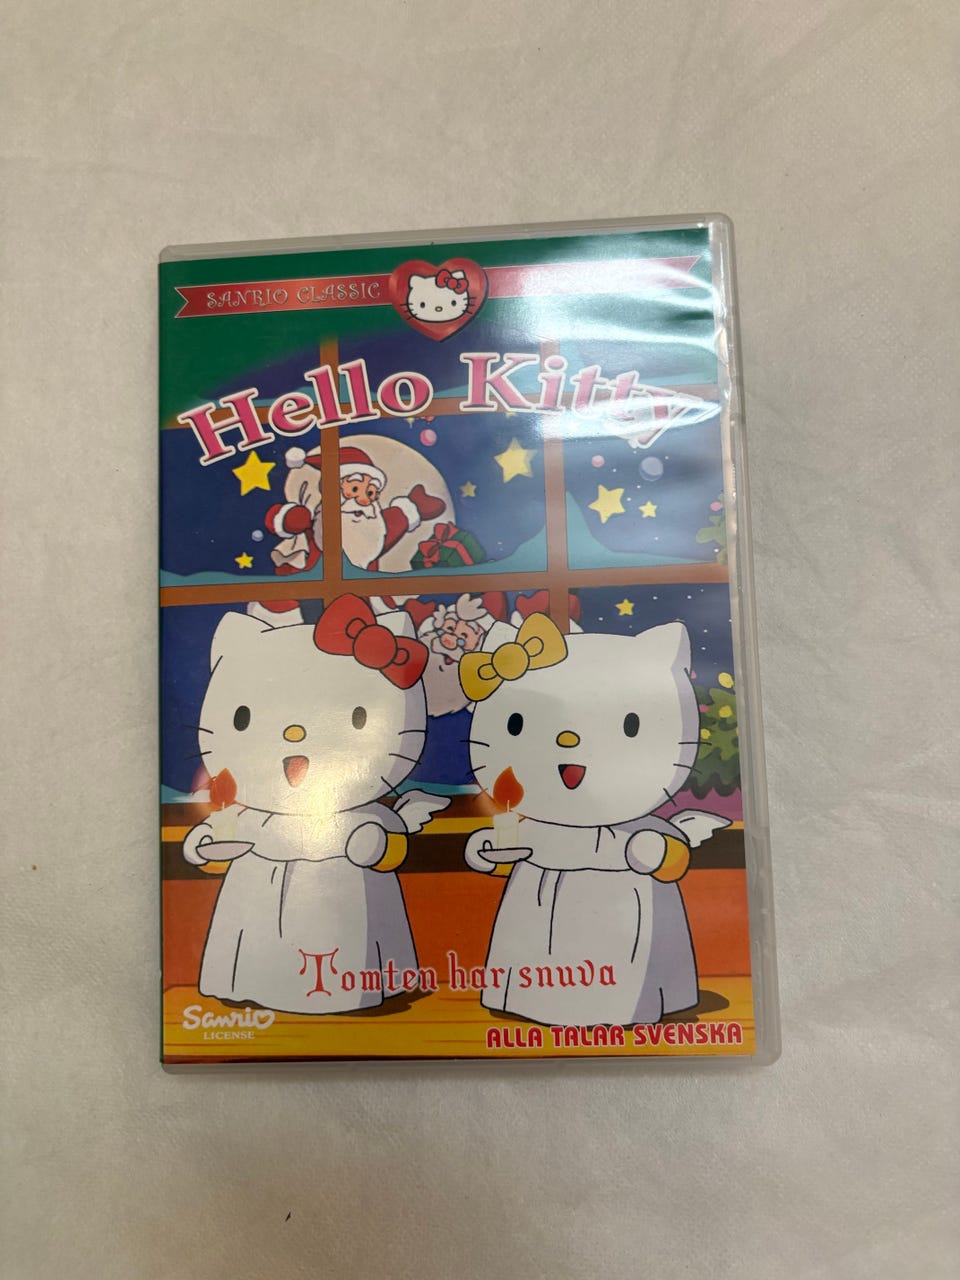 SANRIO CLASSIC
Hello Kitty
Tomten har snuva
Sanrio
LICENSE
ALLA TALAR SVENSKA